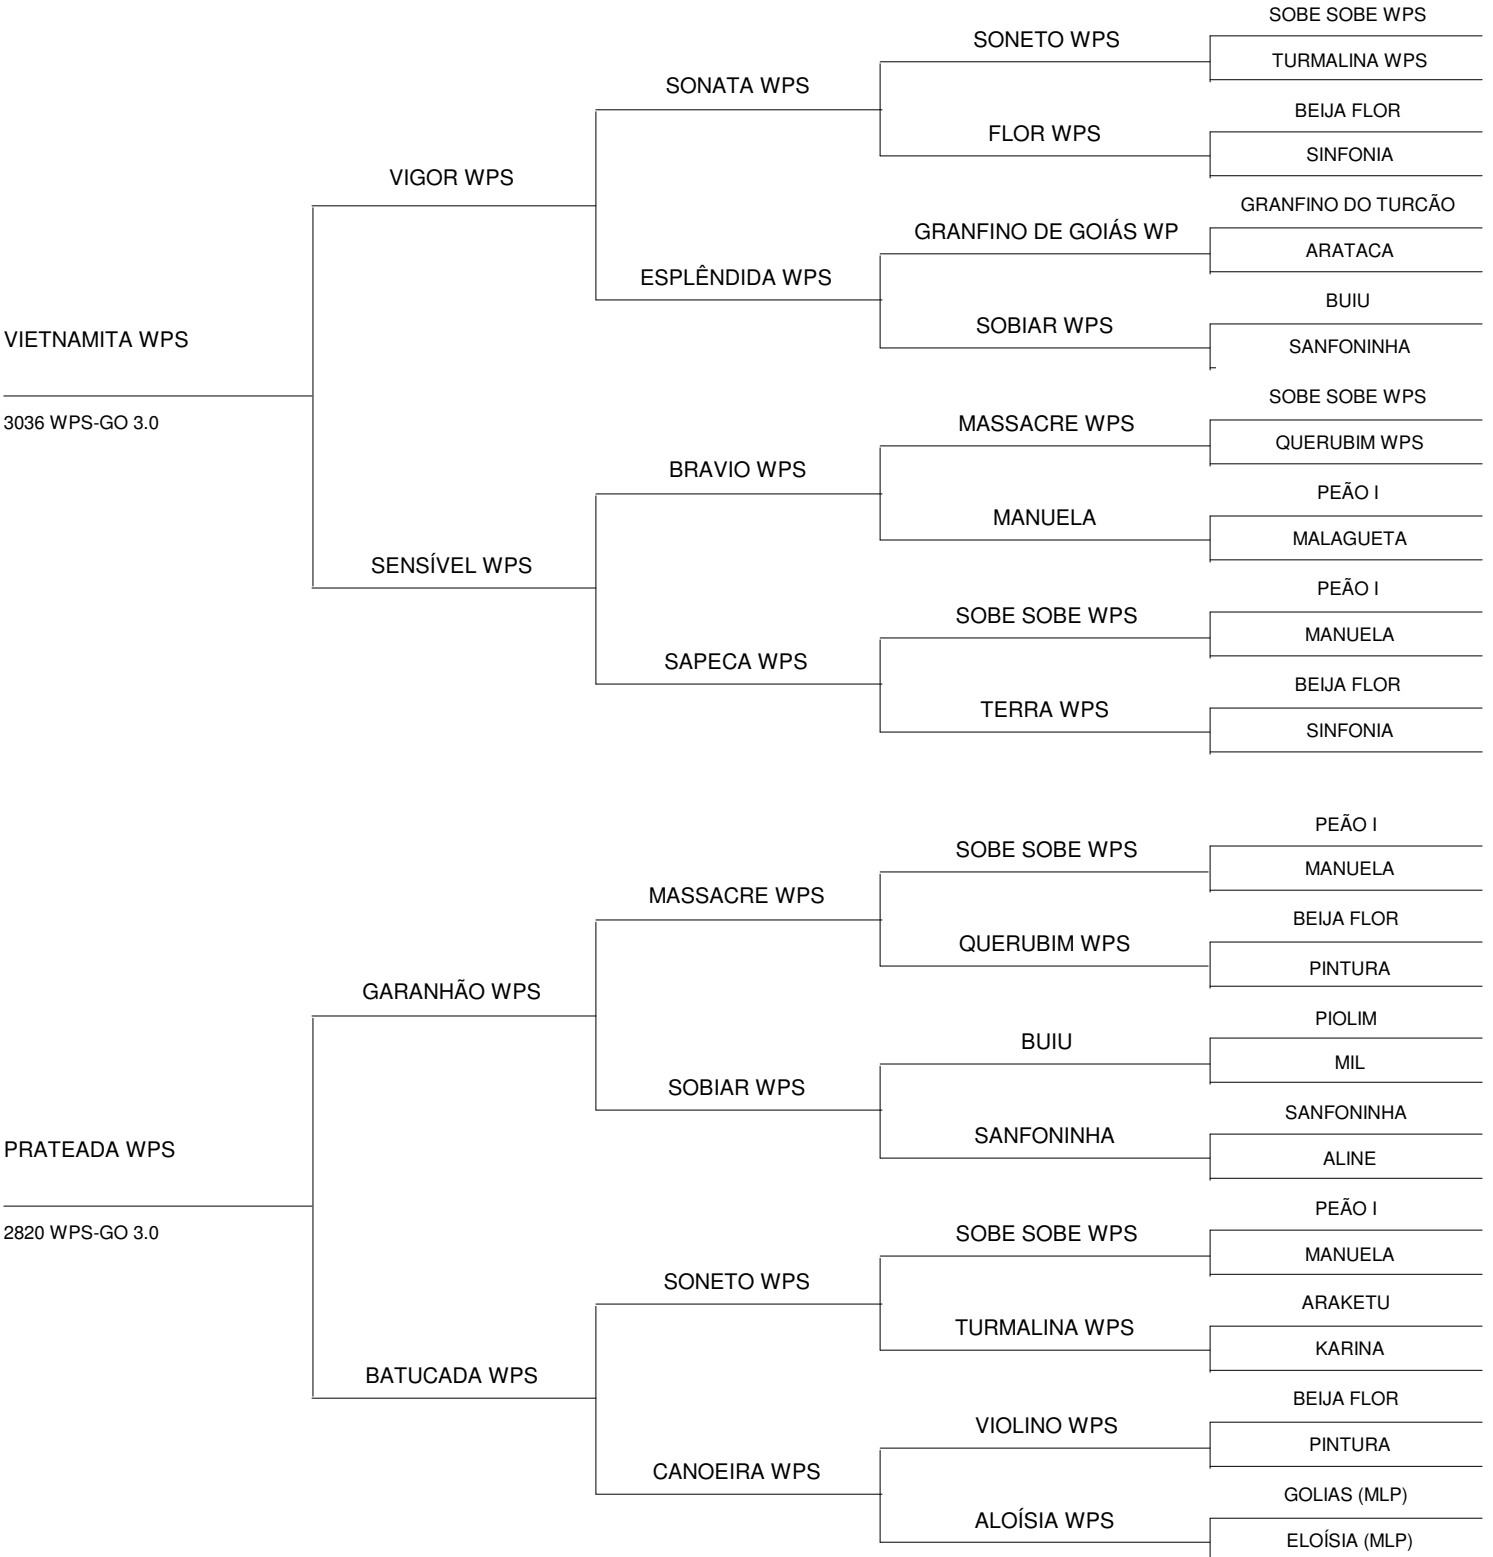 SOBE SOBE WPS
SONETO WPS
TURMALINA WPS
SONATA WPS
BEIJA FLOR
FLOR WPS
SINFONIA
VIGOR WPS
GRANFINO DO TURCÃO
GRANFINO DE GOIÁS WP
ARATACA
ESPLÊNDIDA WPS
BUIU
SOBIAR WPS
SANFONINHA
VIETNAMITA WPS
3036 WPS-GO 3.0
SOBE SOBE WPS
MASSACRE WPS
QUERUBIM WPS
BRAVIO WPS
PEÃO I
MANUELA
MALAGUETA
SENSÍVEL WPS
PEÃO I
SOBE SOBE WPS
MANUELA
SAPECA WPS
BEIJA FLOR
TERRA WPS
SINFONIA
PEÃO I
SOBE SOBE WPS
MANUELA
MASSACRE WPS
BEIJA FLOR
QUERUBIM WPS
PINTURA
GARANHÃO WPS
PIOLIM
BUIU
MIL
SOBIAR WPS
SANFONINHA
SANFONINHA
ALINE
PRATEADA WPS
2820 WPS-GO 3.0
PEÃO I
SOBE SOBE WPS
MANUELA
SONETO WPS
ARAKETU
TURMALINA WPS
KARINA
BATUCADA WPS
BEIJA FLOR
VIOLINO WPS
PINTURA
CANOEIRA WPS
GOLIAS (MLP)
ALOÍSIA WPS
ELOÍSIA (MLP)